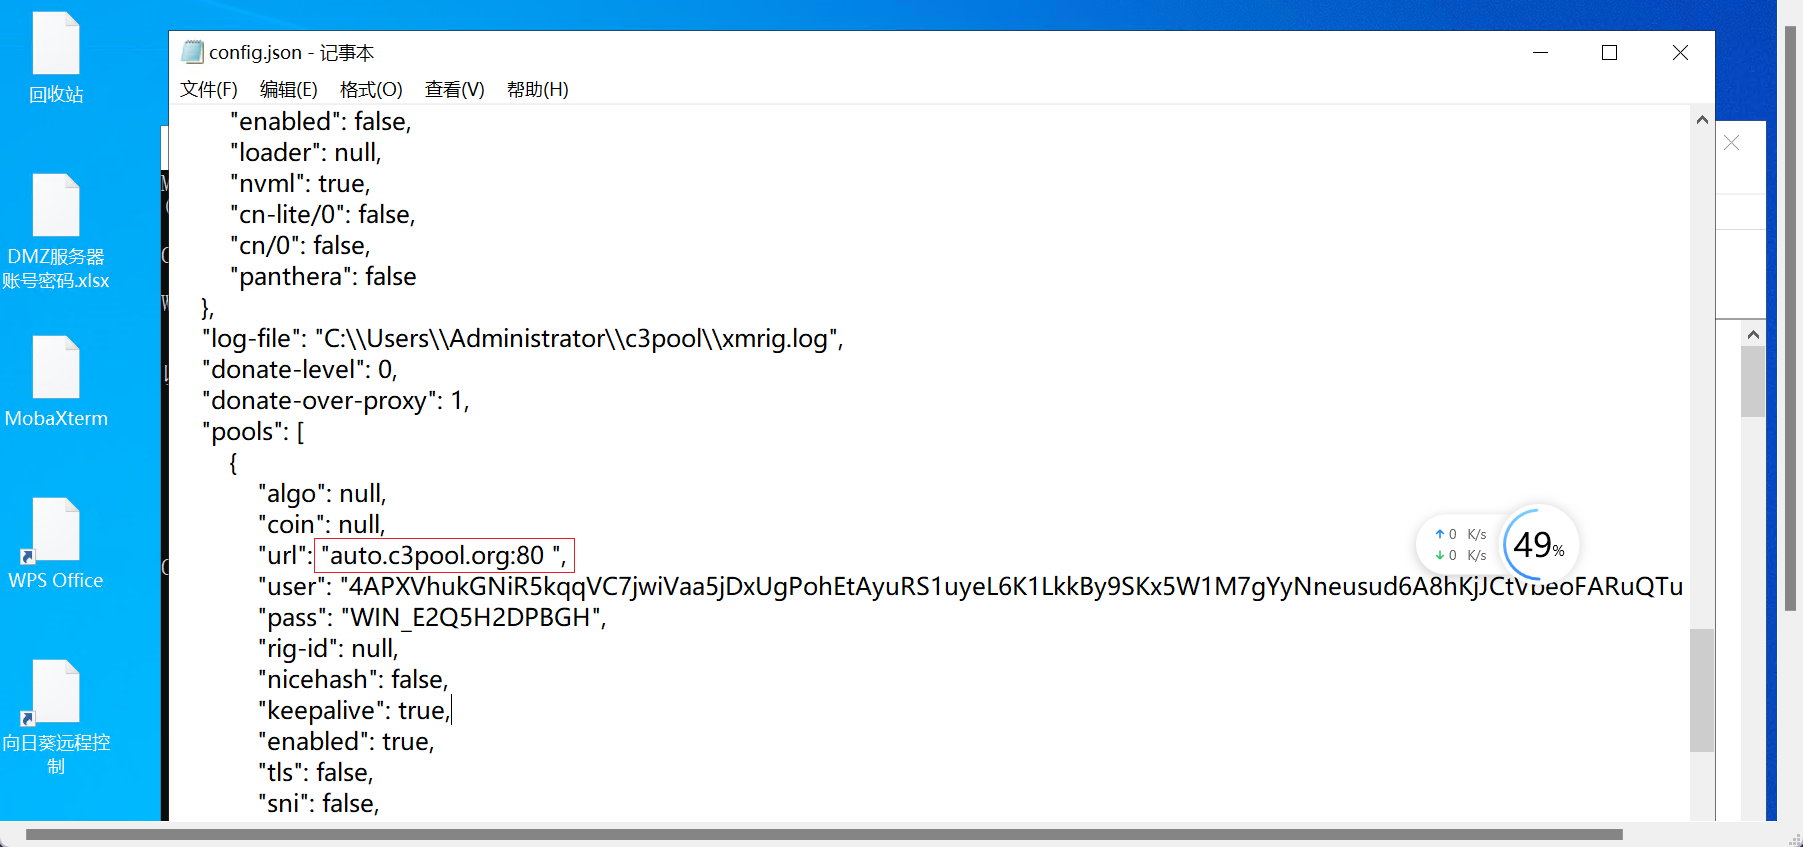 回收站
DMZ服务器
账号密码.xlsx
MobaXterm
WPS Office
向日葵远程控
制
config.json - 记事本
文件(F) 编辑(E) 格式(O) 查看(V) 帮助(H)
"enabled": false,
"loader": null,
"nvml": true,
"cn-lite/0": false,
"cn/0": false,
"panthera": false
},
"log-file": "C:\\Users\\Administrator\\c3pool\\xmrig.log",
"donate-level": 0,
"donate-over-proxy": 1,
"pools": [
{
"algo": null,
"coin": null,
"url": "auto.c3pool.org:80 ",
"user": "4APXVhukGNiR5kqqVC7jwiVaa5jDxUgPohEtAyuRS1uyeL6K1LkkBy9SKx5W1M7gYyNneusud6A8hKjJCtVbeoFARuQTu
"pass": "WIN_E2Q5H2DPBGH",
"rig-id": null,
"nicehash": false,
"keepalive": true,
"enabled": true,
"tls": false,
"sni": false,
↑ 0 K/s
↓ 0 K/s
49%